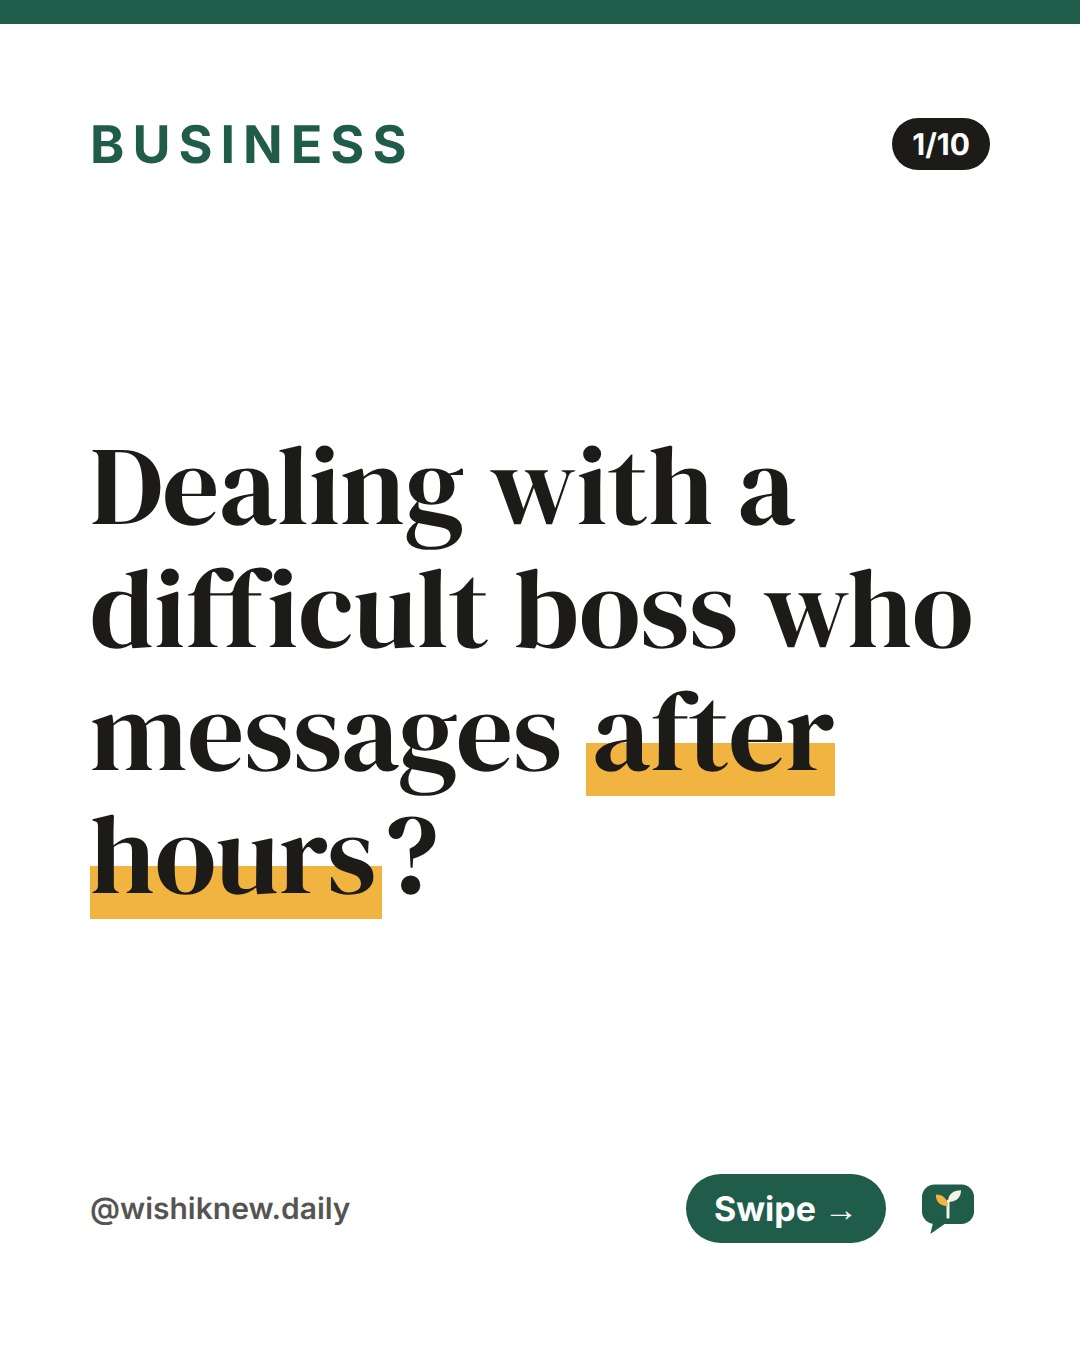 BUSINESS
1/10
Dealing with a
difficult boss who
messages after
hours?
@wishiknew.daily
Swipe →